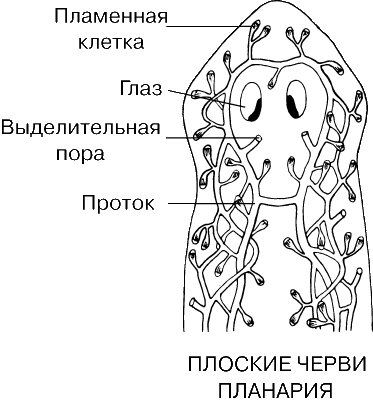 Пламенная
клетка
Глаз
Выделительная
пора
Проток
ПЛОСКИЕ ЧЕРВИ
ПЛАНАРИЯ